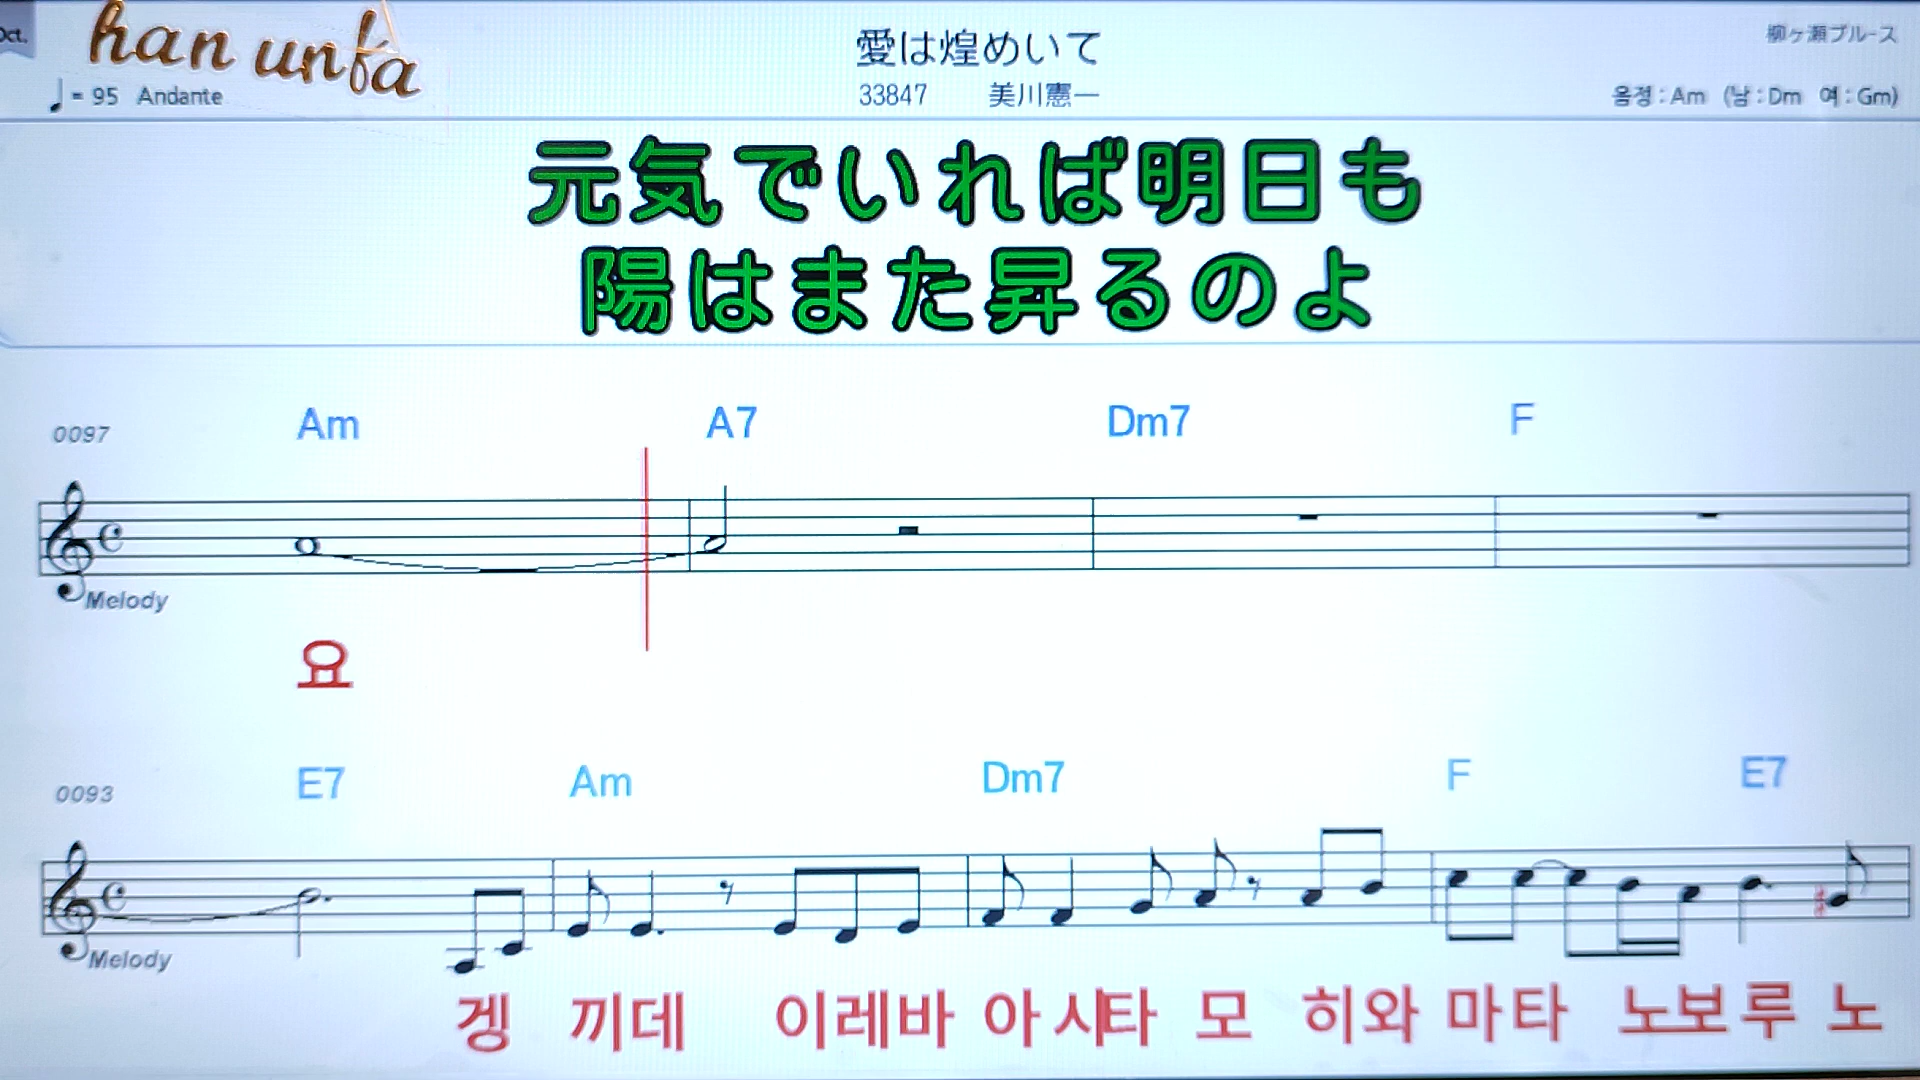 Oct.
han unfa
愛は煌めいて
柳ヶ瀬ブルース
♩= 95 Andante
33847 美川憲一
음정:Am (남:Dm 여:Gm)
元気でいれば明日も
陽はまた昇るのよ
0097 Am A7 Dm7 F
Melody
요
0093 E7 Am Dm7 F E7
Melody
겡 끼데 이레바 아시타 모 히와 마타 노보루 노